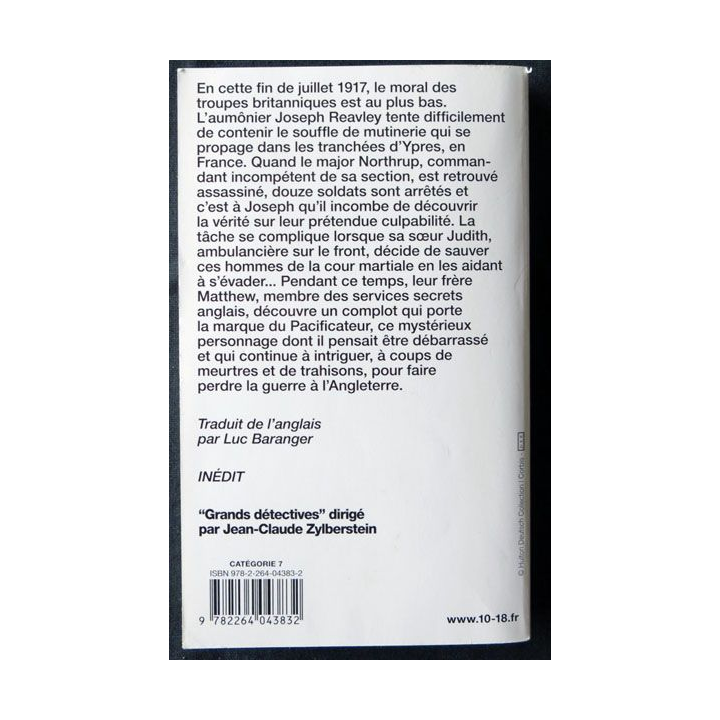 En cette fin de juillet 1917, le moral des
troupes britanniques est au plus bas.
L'aumônier Joseph Reavley tente difficilement
de contenir le souffle de mutinerie qui se
propage dans les tranchées d'Ypres, en
France. Quand le major Northrup, comman-
dant incompétent de sa section, est retrouvé
assassiné, douze soldats sont arrêtés et
c'est à Joseph qu'il incombe de découvrir
la vérité sur leur prétendue culpabilité. La
tâche se complique lorsque sa sœur Judith,
ambulancière sur le front, décide de sauver
ces hommes de la cour martiale en les aidant
à s'évader... Pendant ce temps, leur frère
Matthew, membre des services secrets
anglais, découvre un complot qui porte
la marque du Pacificateur, ce mystérieux
personnage dont il pensait être débarrassé
et qui continue à intriguer, à coups de
meurtres et de trahisons, pour faire
perdre la guerre à l'Angleterre.
Traduit de l'anglais
par Luc Baranger
INÉDIT
“Grands détectives” dirigé
par Jean-Claude Zylberstein
CATÉGORIE 7
ISBN 978-2-264-04383-2
9 782264 043832
www.10-18.fr
© Hulton Deutsch Collection / Corbis -